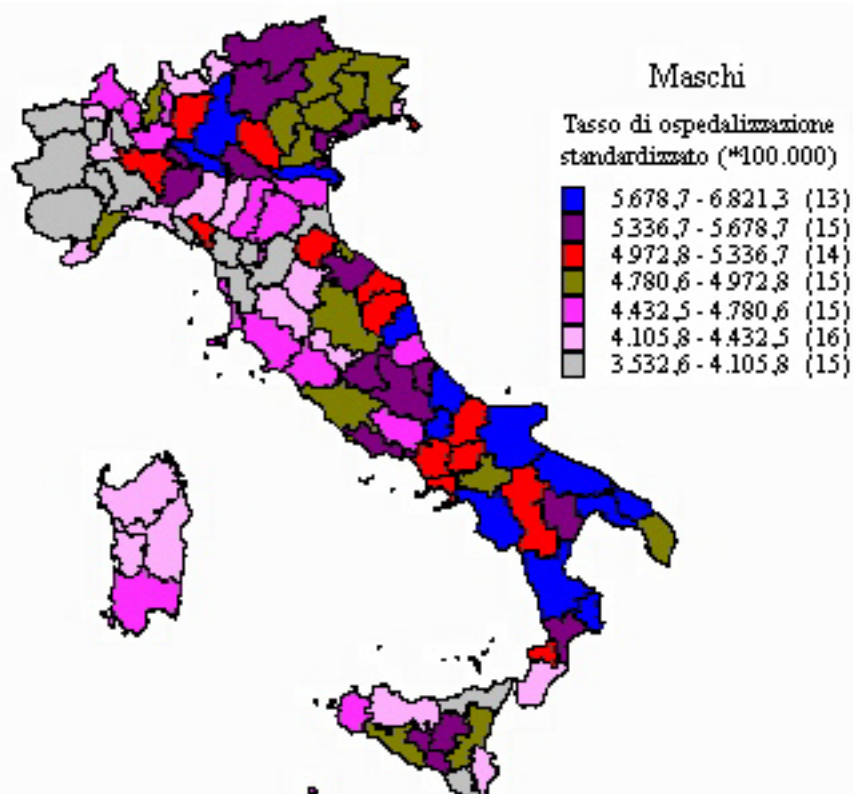 Maschi
Tasso di ospedalizzazione
standardizzato (*100.000)
5.678,7 - 6.821,3 (13)
5.336,7 - 5.678,7 (15)
4.972,8 - 5.336,7 (14)
4.780,6 - 4.972,8 (15)
4.432,5 - 4.780,6 (15)
4.105,8 - 4.432,5 (16)
3.532,6 - 4.105,8 (15)